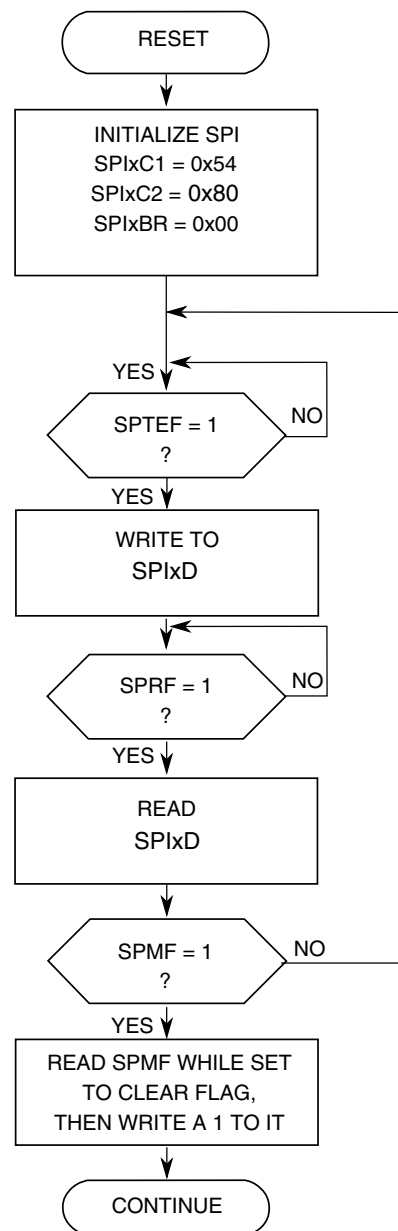 RESET
INITIALIZE SPI
SPIxC1 = 0x54
SPIxC2 = 0x80
SPIxBR = 0x00
YES
SPTEF = 1
?
NO
YES
WRITE TO
SPIxD
SPRF = 1
?
NO
YES
READ
SPIxD
SPMF = 1
?
NO
YES
READ SPMF WHILE SET
TO CLEAR FLAG,
THEN WRITE A 1 TO IT
CONTINUE